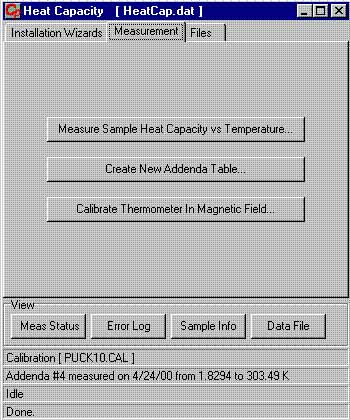 Heat Capacity [ HeatCap.dat ]
Installation Wizards Measurement Files
Measure Sample Heat Capacity vs Temperature...
Create New Addenda Table...
Calibrate Thermometer In Magnetic Field...
View
Meas Status Error Log Sample Info Data File
Calibration [ PUCK10.CAL ]
Addenda #4 measured on 4/24/00 from 1.8294 to 303.49 K
Idle
Done.